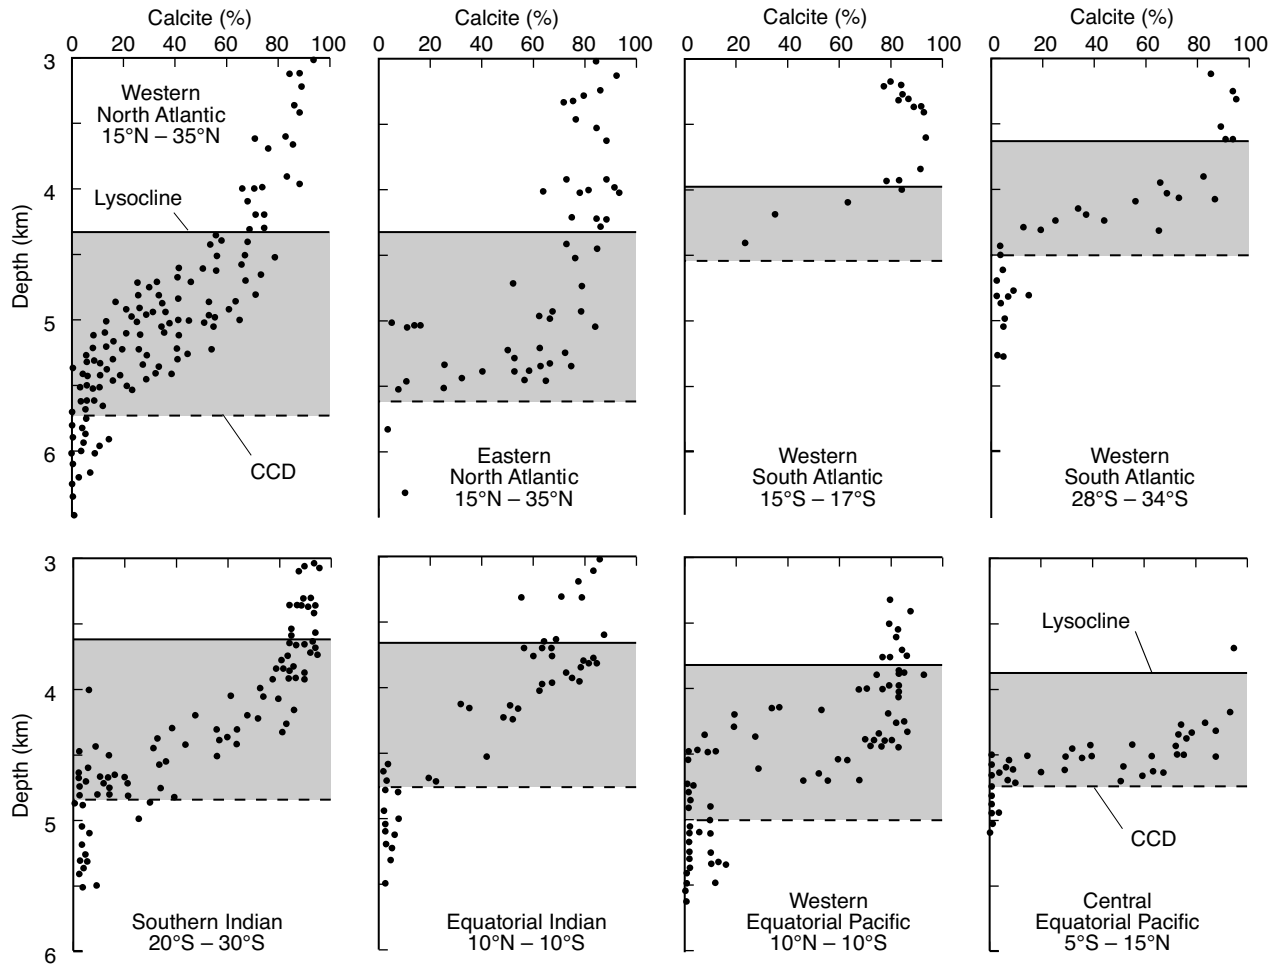 Calcite (%) Calcite (%) Calcite (%) Calcite (%)
0 20 40 60 80 100 0 20 40 60 80 100 0 20 40 60 80 100 0 20 40 60 80 100
3
Western
North Atlantic
15°N – 35°N
Lysocline
4
Depth (km)
5
6
CCD
Eastern
North Atlantic
15°N – 35°N
Western
South Atlantic
15°S – 17°S
Western
South Atlantic
28°S – 34°S
3
4
Depth (km)
5
6
Southern Indian
20°S – 30°S
Equatorial Indian
10°N – 10°S
Western
Equatorial Pacific
10°N – 10°S
Lysocline
CCD
Central
Equatorial Pacific
5°S – 15°N